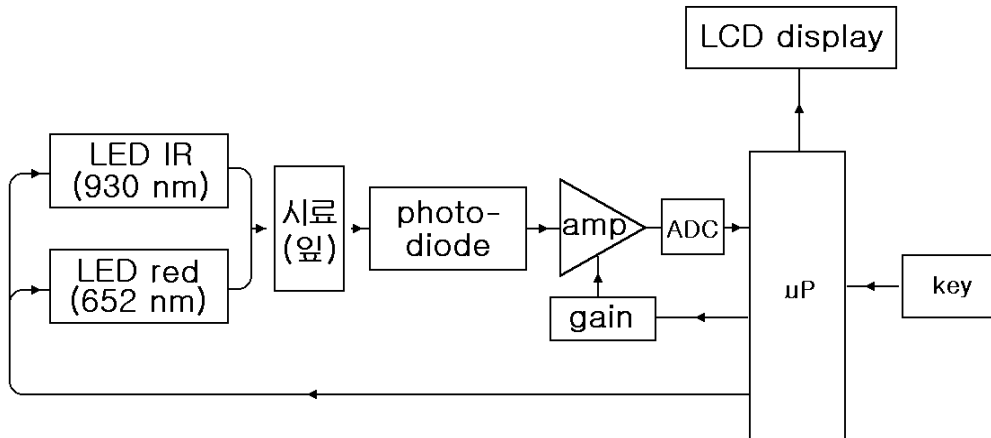 LCD display
LED IR
(930 nm)
시료
(잎)
photo-
diode
amp
ADC
LED red
(652 nm)
gain
uP
key